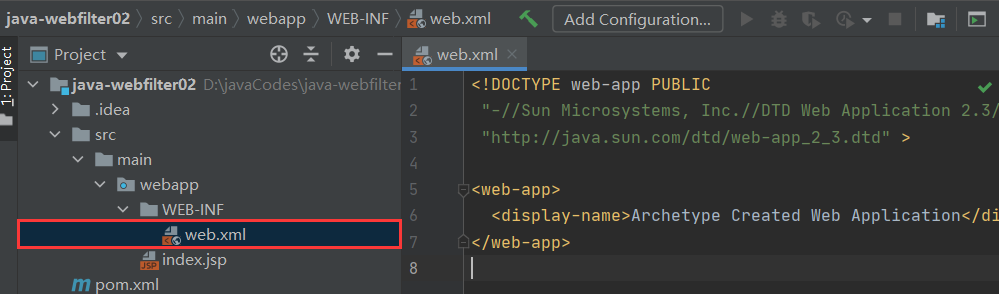 java-webfilter02 > src > main > webapp > WEB-INF > web.xml Add Configuration...
1: Project
Project
web.xml ×
java-webfilter02 D:\javaCodes\java-webfilter
.idea
src
main
webapp
WEB-INF
web.xml
index.jsp
JSP
pom.xml
1 <!DOCTYPE web-app PUBLIC
2 "-//Sun Microsystems, Inc.//DTD Web Application 2.3/
3 "http://java.sun.com/dtd/web-app_2_3.dtd" >
4
5 <web-app>
6 <display-name>Archetype Created Web Application</di
7 </web-app>
8